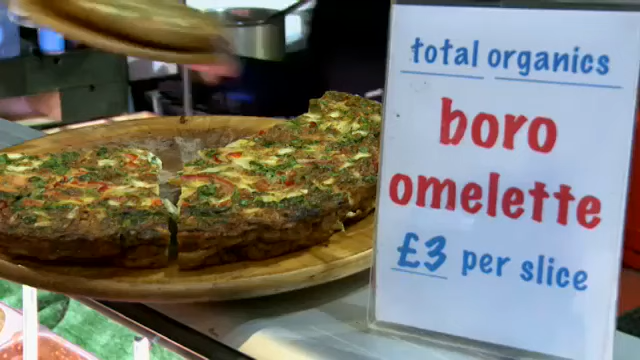 total organics
boro
omelette
£3 per slice